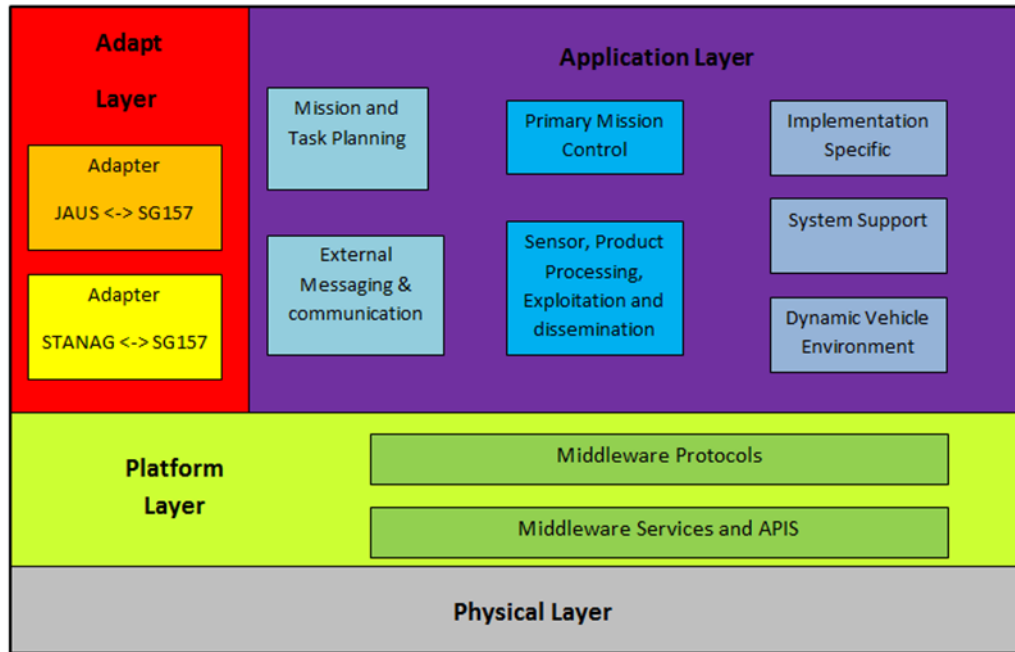 Adapt
Layer
Adapter
JAUS <-> SG157
Adapter
STANAG <-> SG157
Application Layer
Mission and
Task Planning
Primary Mission
Control
Implementation
Specific
External
Messaging &
communication
Sensor, Product
Processing,
Exploitation and
dissemination
System Support
Dynamic Vehicle
Environment
Platform
Layer
Middleware Protocols
Middleware Services and APIS
Physical Layer